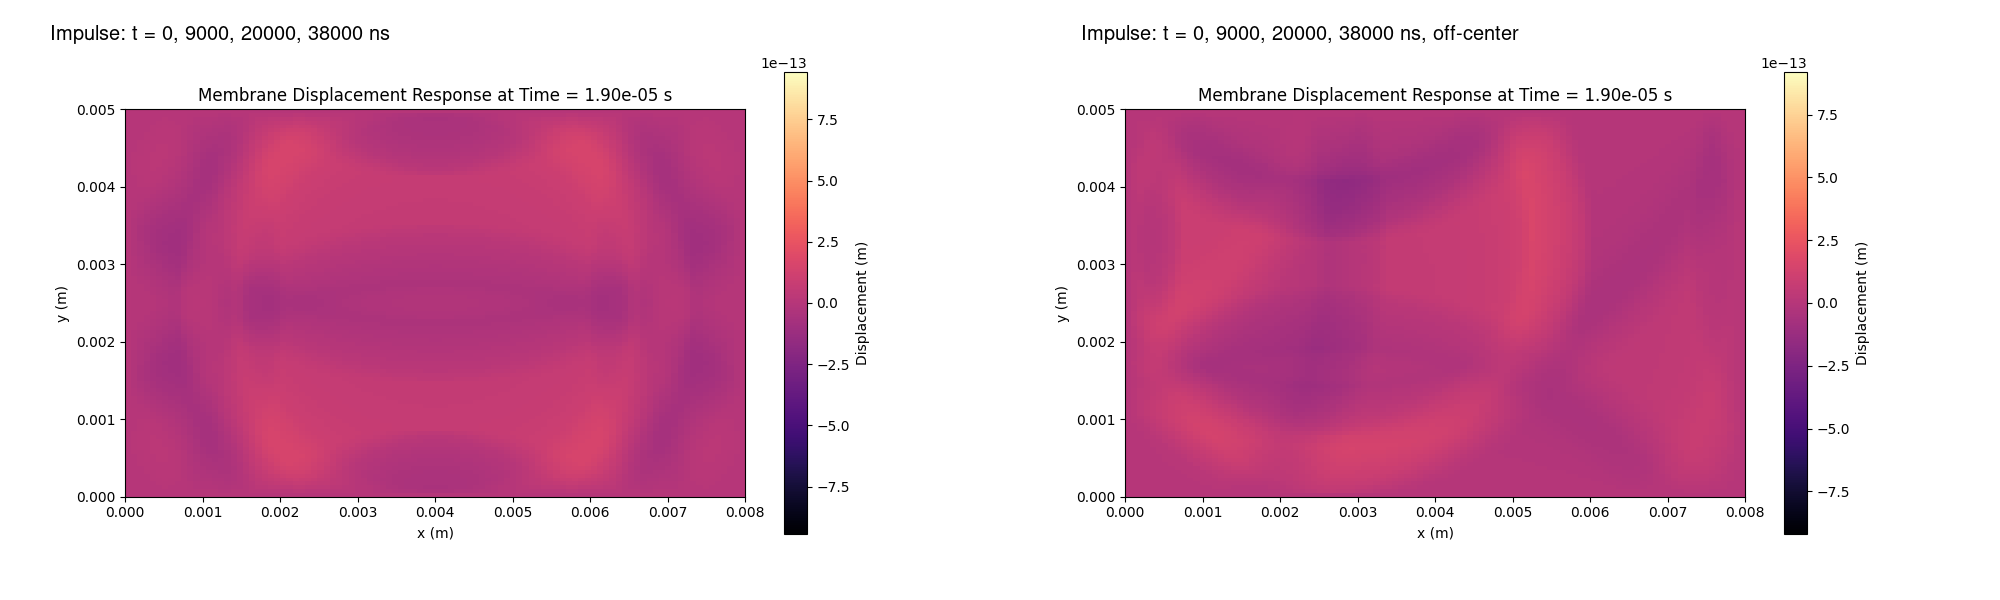 Impulse: t = 0, 9000, 20000, 38000 ns
1e−13
Membrane Displacement Response at Time = 1.90e-05 s
0.005
0.004
0.003
0.002
0.001
0.000
y (m)
0.000 0.001 0.002 0.003 0.004 0.005 0.006 0.007 0.008
x (m)
7.5
5.0
2.5
0.0
−2.5
−5.0
−7.5
Displacement (m)
Impulse: t = 0, 9000, 20000, 38000 ns, off-center
1e−13
Membrane Displacement Response at Time = 1.90e-05 s
0.005
0.004
0.003
0.002
0.001
0.000
y (m)
0.000 0.001 0.002 0.003 0.004 0.005 0.006 0.007 0.008
x (m)
7.5
5.0
2.5
0.0
−2.5
−5.0
−7.5
Displacement (m)